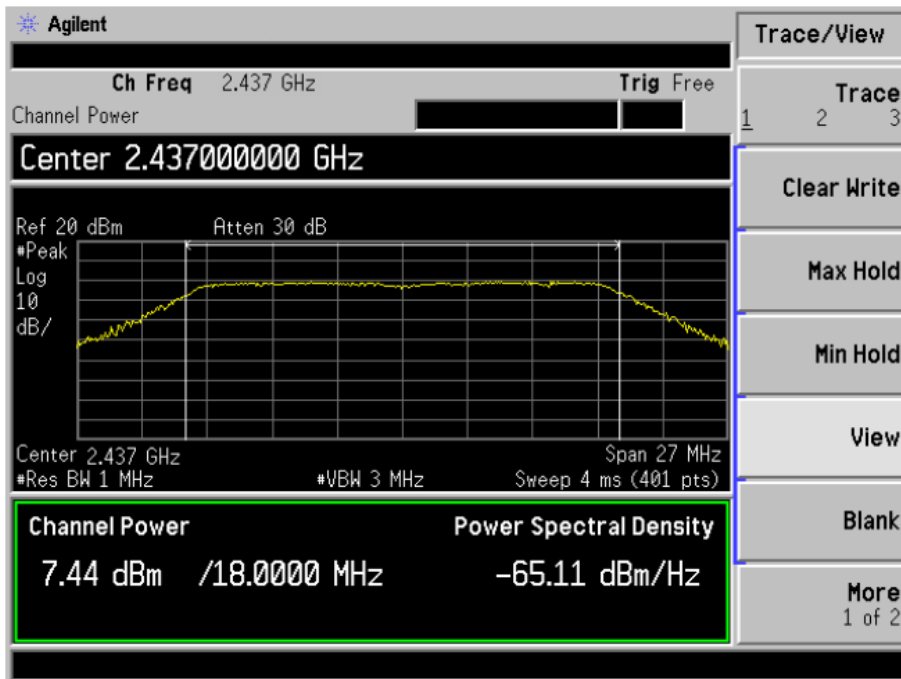 Agilent
Ch Freq 2.437 GHz Trig Free
Channel Power
Center 2.437000000 GHz
Ref 20 dBm Atten 30 dB
#Peak
Log
10
dB/
Center 2.437 GHz Span 27 MHz
#Res BW 1 MHz #VBW 3 MHz Sweep 4 ms (401 pts)
Channel Power Power Spectral Density
7.44 dBm /18.0000 MHz -65.11 dBm/Hz
Trace/View
Trace
1 2 3
Clear Write
Max Hold
Min Hold
View
Blank
More
1 of 2